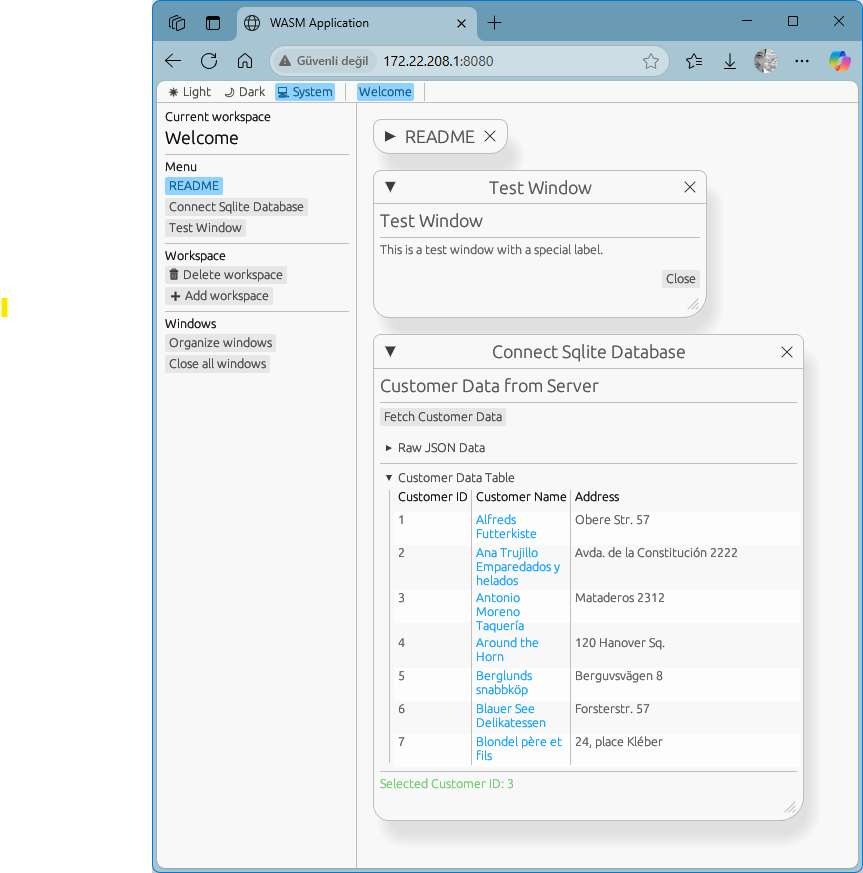 WASM Application
Güvenli değil 172.22.208.1:8080
Light Dark System Welcome
Current workspace
Welcome
Menu
README
Connect Sqlite Database
Test Window
Workspace
Delete workspace
Add workspace
Windows
Organize windows
Close all windows
README
Test Window
Test Window
This is a test window with a special label.
Close
Connect Sqlite Database
Customer Data from Server
Fetch Customer Data
Raw JSON Data
Customer Data Table
Customer ID Customer Name Address
1 Alfreds Obere Str. 57
Futterkiste
2 Ana Trujillo Avda. de la Constitución 2222
Emparedados y
helados
3 Antonio Mataderos 2312
Moreno
Taquería
4 Around the 120 Hanover Sq.
Horn
5 Berglunds Berguvsvägen 8
snabbköp
6 Blauer See Forsterstr. 57
Delikatessen
7 Blondel père et 24, place Kléber
fils
Selected Customer ID: 3